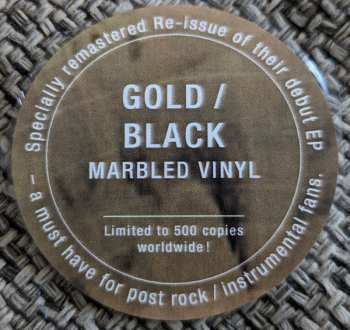 Specially remastered Re-issue of their debut EP
GOLD /
BLACK
MARBLED VINYL
Limited to 500 copies
worldwide!
– a must have for post rock / instrumental fans.